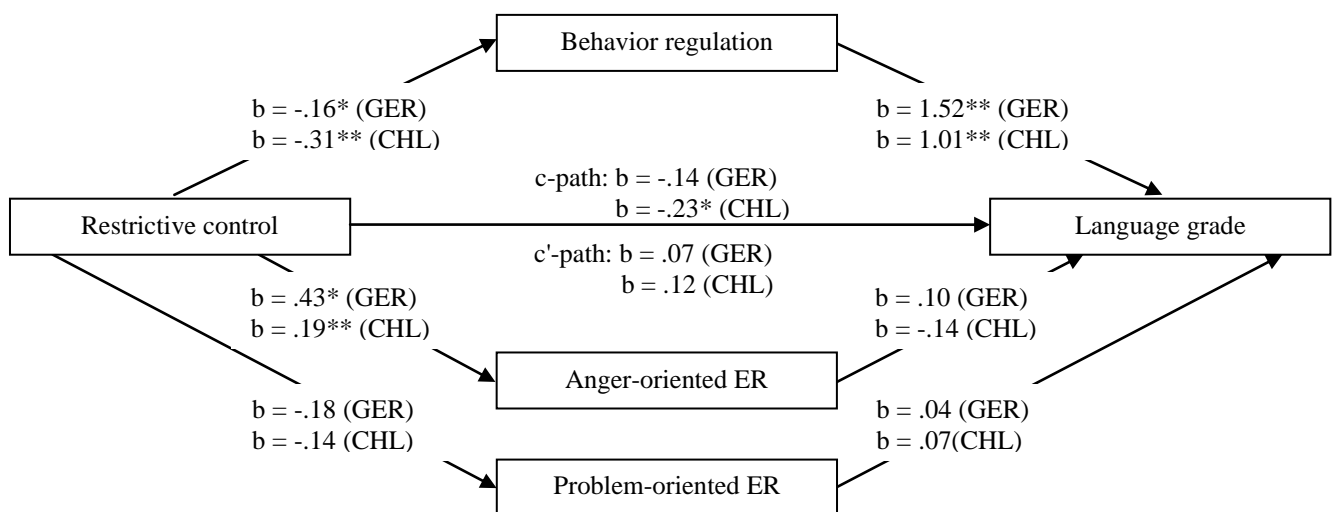 Behavior regulation
b = -.16* (GER)
b = -.31** (CHL)
b = 1.52** (GER)
b = 1.01** (CHL)
c-path: b = -.14 (GER)
b = -.23* (CHL)
Restrictive control
Language grade
c'-path: b = .07 (GER)
b = .12 (CHL)
b = .43* (GER)
b = .19** (CHL)
b = .10 (GER)
b = -.14 (CHL)
Anger-oriented ER
b = -.18 (GER)
b = -.14 (CHL)
b = .04 (GER)
b = .07(CHL)
Problem-oriented ER